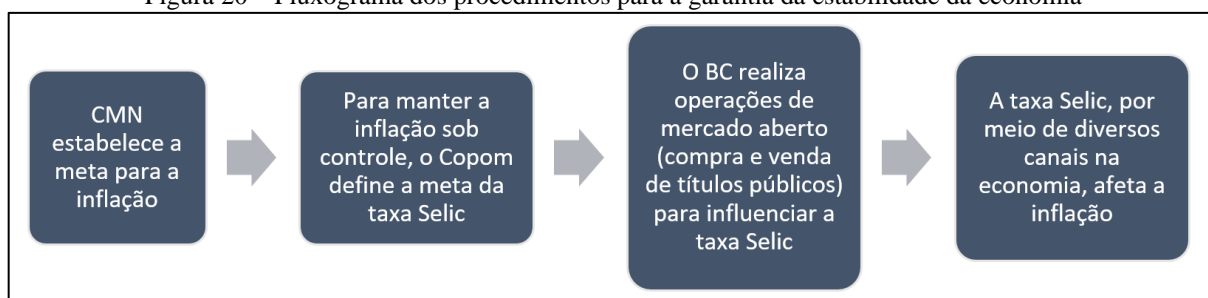 Figura 20 – Fluxograma dos procedimentos para a garantia da estabilidade da economia
CMN
estabelece a
meta para a
inflação
Para manter a
inflação sob
controle, o Copom
define a meta da
taxa Selic
O BC realiza
operações de
mercado aberto
(compra e venda
de títulos públicos)
para influenciar a
taxa Selic
A taxa Selic, por
meio de diversos
canais na
economia, afeta a
inflação